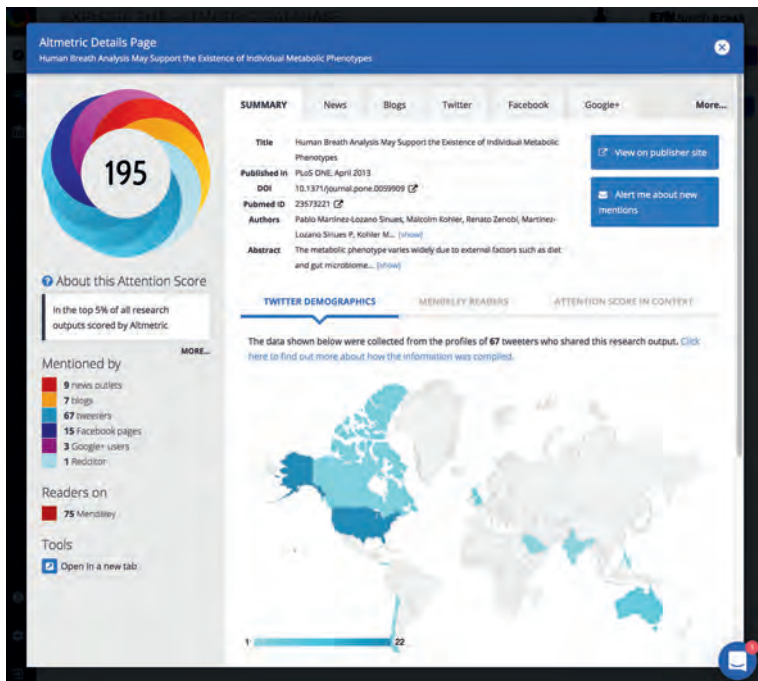 Altmetric Details Page
Human Breath Analysis May Support the Existence of Individual Metabolic Phenotypes
195
About this Attention Score
In the top 5% of all research
outputs scored by Altmetric
MORE...
Mentioned by
9 news outlets
7 blogs
67 tweeters
15 Facebook pages
3 Google+ users
1 Redditor
Readers on
75 Mendeley
Tools
Open in a new tab
SUMMARY News Blogs Twitter Facebook Google+ More...
Title Human Breath Analysis May Support the Existence of Individual Metabolic
Phenotypes
Published in PLoS ONE, April 2013
DOI 10.1371/journal.pone.0059909
Pubmed ID 23573221
Authors Pablo Martinez-Lozano Sinues, Malcolm Kohler, Renato Zenobi, Martinez-
Lozano Sinues P, Kohler M... [show]
Abstract The metabolic phenotype varies widely due to external factors such as diet
and gut microbiome... [show]
View on publisher site
Alert me about new
mentions
TWITTER DEMOGRAPHICS MENDELEY READERS ATTENTION SCORE IN CONTEXT
The data shown below were collected from the profiles of 67 tweeters who shared this research output. Click
here to find out more about how the information was compiled.
1 22
1